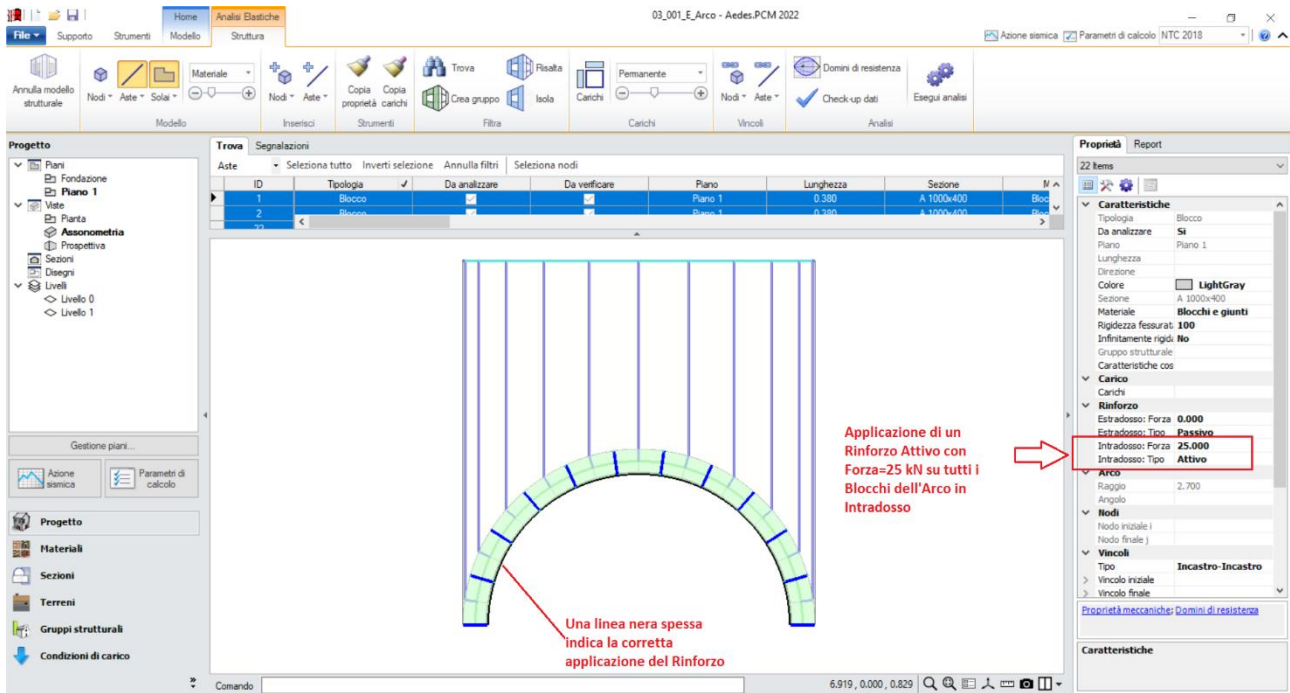 Home
Analisi Elastiche
03_001_E_Arco - Aedes.PCM 2022
File
Supporto
Strumenti
Modello
Struttura
Azione sismica
Parametri di calcolo
NTC 2018
Annulla modello strutturale
Nodi
Aste
Solai
Materiale
Modello
Nodi
Aste
Inserisci
Copia proprietà
Copia carichi
Strumenti
Trova
Risalta
Crea gruppo
Isola
Filtra
Carichi
Permanente
Carichi
Nodi
Aste
Vincoli
Domini di resistenza
Check-up dati
Esegui analisi
Analisi
Progetto
Piani
Fondazione
Piano 1
Viste
Pianta
Assonometria
Prospettiva
Sezioni
Disegni
Livelli
Livello 0
Livello 1
Gestione piani...
Azione sismica
Parametri di calcolo
Progetto
Materiali
Sezioni
Terreni
Gruppi strutturali
Condizioni di carico
Trova
Segnalazioni
Aste
Seleziona tutto
Inverti selezione
Annulla filtri
Seleziona nodi
ID
Tipologia
Da analizzare
Da verificare
Piano
Lunghezza
Sezione
1
Blocco
Piano 1
0.380
A 1000x400
Bloc
2
Blocco
Piano 1
0.380
A 1000x400
22
Applicazione di un
Rinforzo Attivo con
Forza=25 kN su tutti i
Blocchi dell'Arco in
Intradosso
Una linea nera spessa
indica la corretta
applicazione del Rinforzo
Comando
6.919 , 0.000 , 0.829
Proprietà
Report
22 Items
Caratteristiche
Tipologia Blocco
Da analizzare Sì
Piano Piano 1
Lunghezza
Direzione
Colore LightGray
Sezione A 1000x400
Materiale Blocchi e giunti
Rigidezza fessurat 100
Infinitamente rigid No
Gruppo strutturale
Caratteristiche cos
Carico
Carichi
Rinforzo
Estradosso: Forza 0.000
Estradosso: Tipo Passivo
Intradosso: Forza 25.000
Intradosso: Tipo Attivo
Arco
Raggio 2.700
Angolo
Nodi
Nodo iniziale i
Nodo finale j
Vincoli
Tipo Incastro-Incastro
Vincolo iniziale
Vincolo finale
Proprietà meccaniche; Domini di resistenza
Caratteristiche